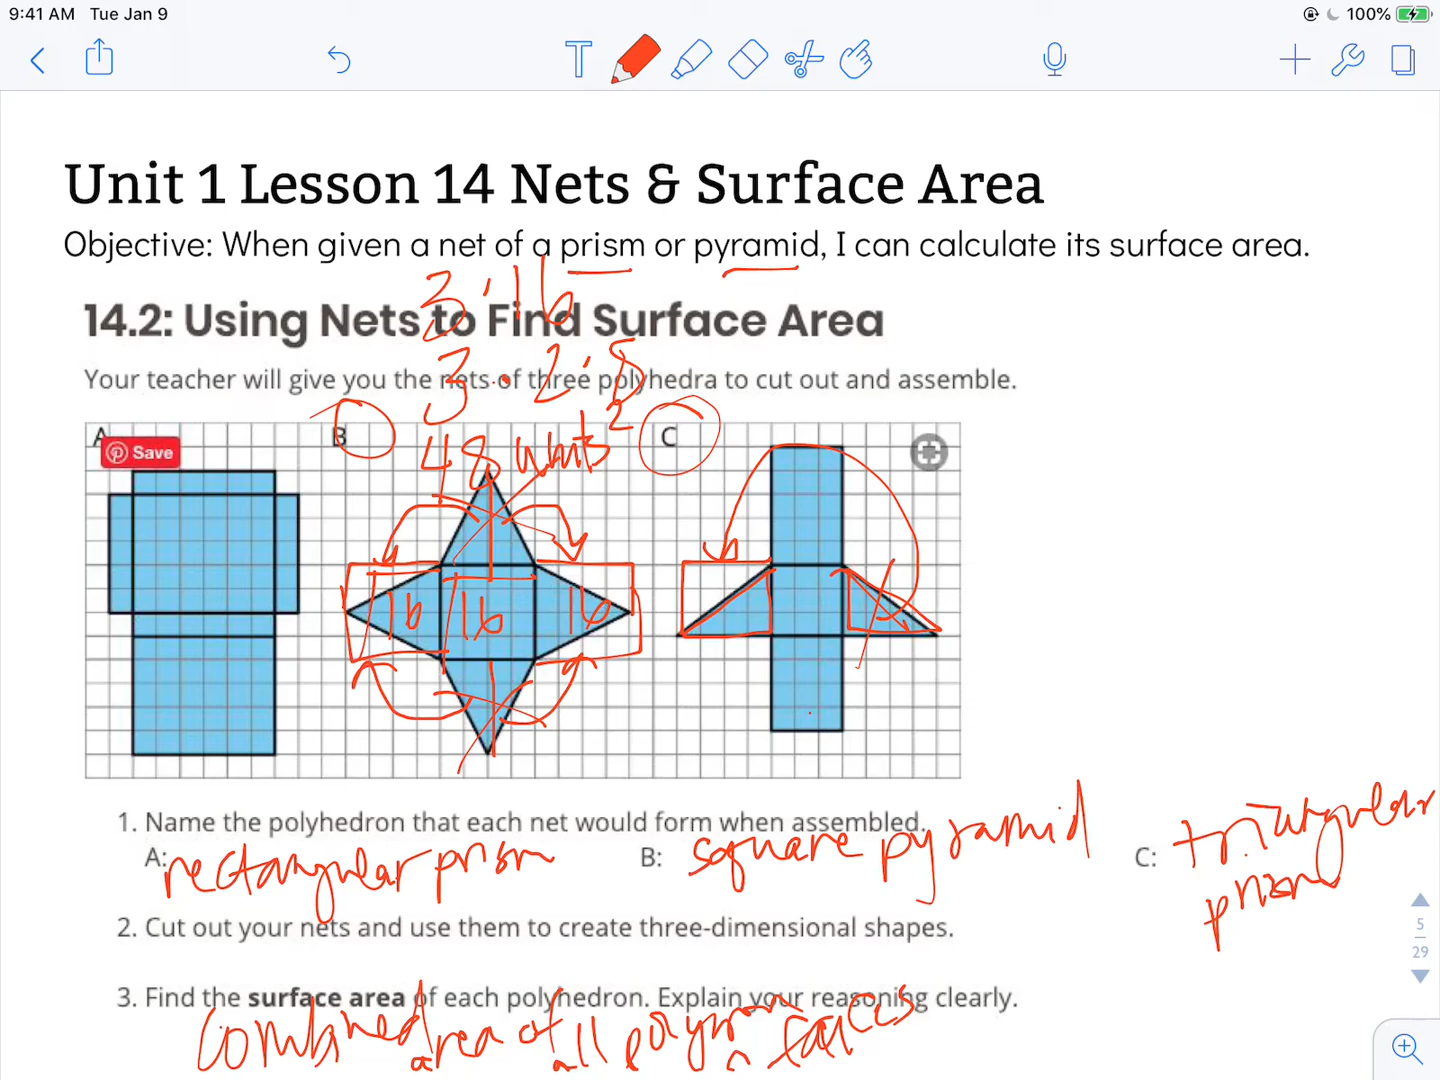 9:41 AM Tue Jan 9
100%
T
Unit 1 Lesson 14 Nets & Surface Area
Objective: When given a net of a prism or pyramid, I can calculate its surface area.
3·16
14.2: Using Nets to Find Surface Area
3·2·8
Your teacher will give you the nets of three polyhedra to cut out and assemble.
A
B
48 units²
C
Save
16
16
16
1. Name the polyhedron that each net would form when assembled.
A: rectangular prism B: square pyramid C: triangular
prism
2. Cut out your nets and use them to create three-dimensional shapes.
5
29
3. Find the surface area of each polyhedron. Explain your reasoning clearly.
combined area of all polygon faces